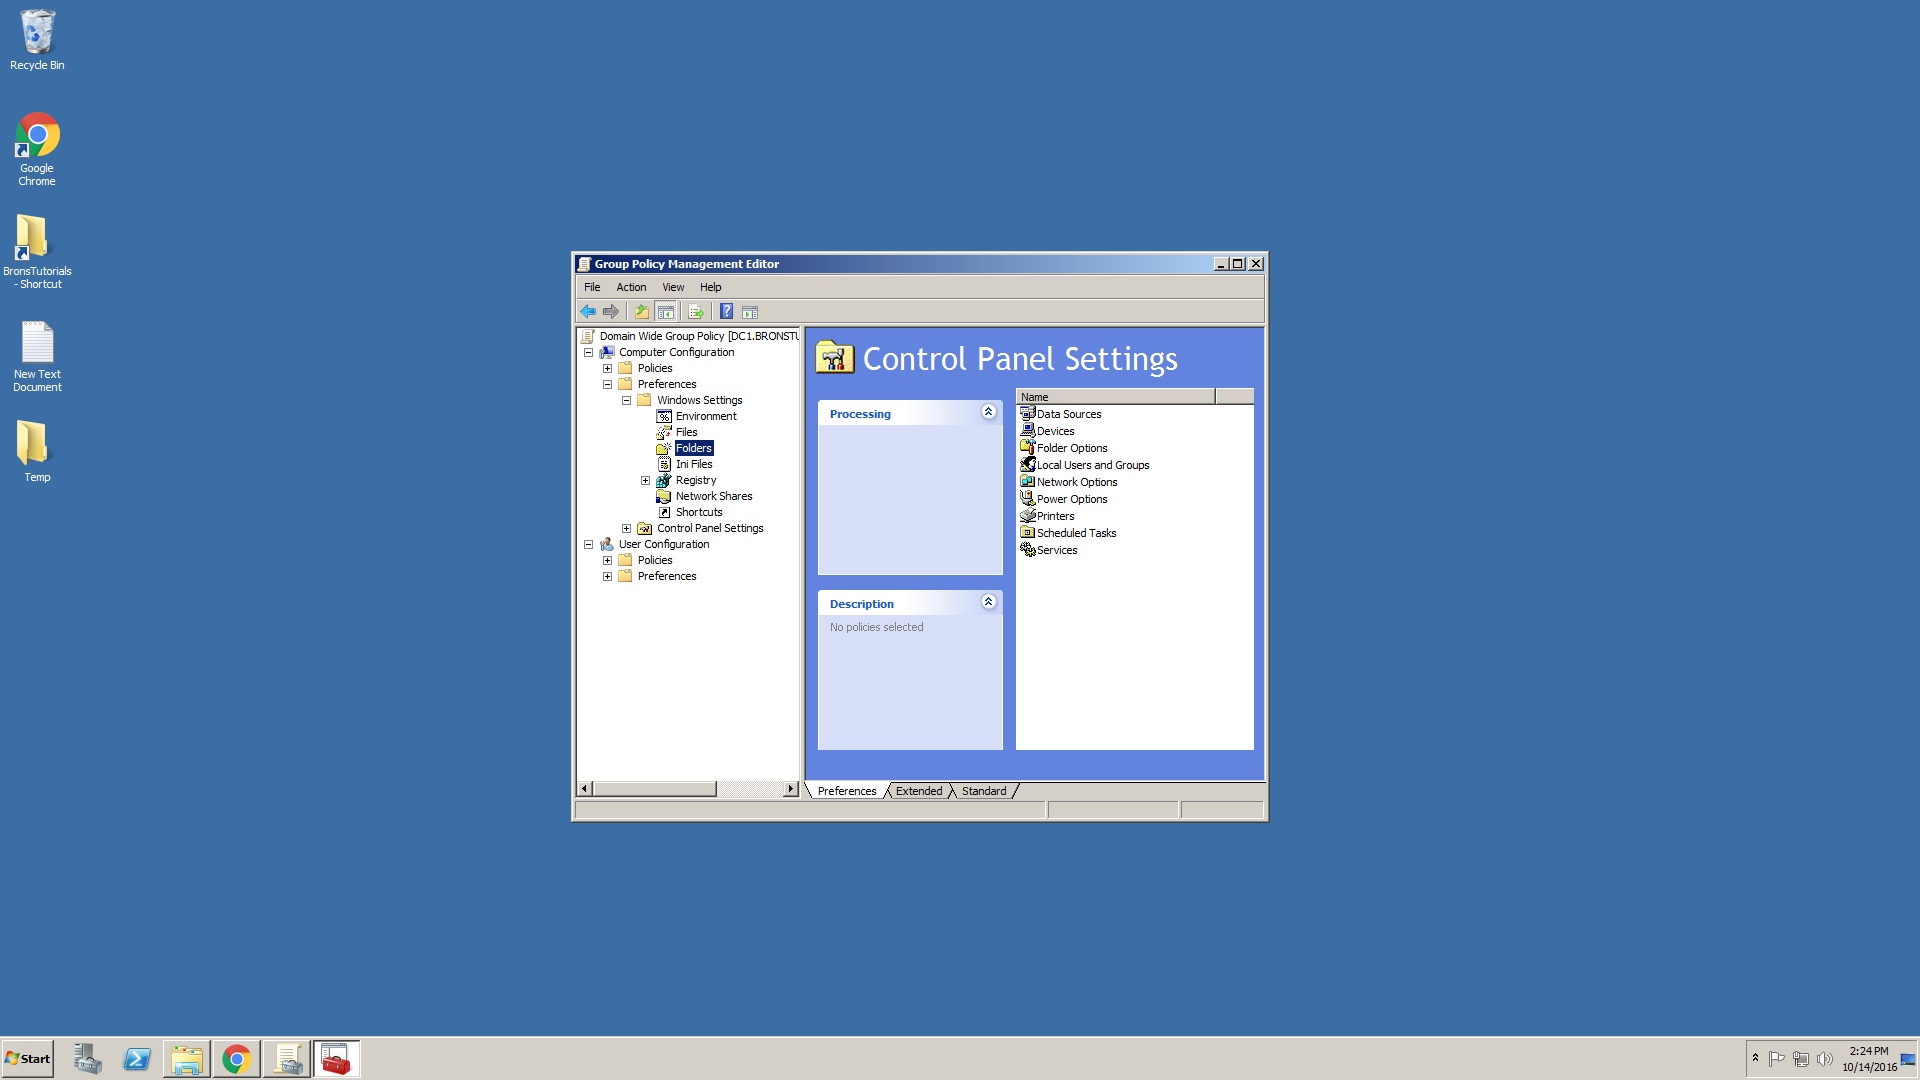 Recycle Bin
Google
Chrome
BronsTutorials
- Shortcut
New Text
Document
Temp
Group Policy Management Editor
File Action View Help
Domain Wide Group Policy [DC1.BRONSTU
Computer Configuration
Policies
Preferences
Windows Settings
Environment
Files
Folders
Ini Files
Registry
Network Shares
Shortcuts
Control Panel Settings
User Configuration
Policies
Preferences
Control Panel Settings
Processing
Description
No policies selected
Name
Data Sources
Devices
Folder Options
Local Users and Groups
Network Options
Power Options
Printers
Scheduled Tasks
Services
Preferences Extended Standard
Start
2:24 PM
10/14/2016